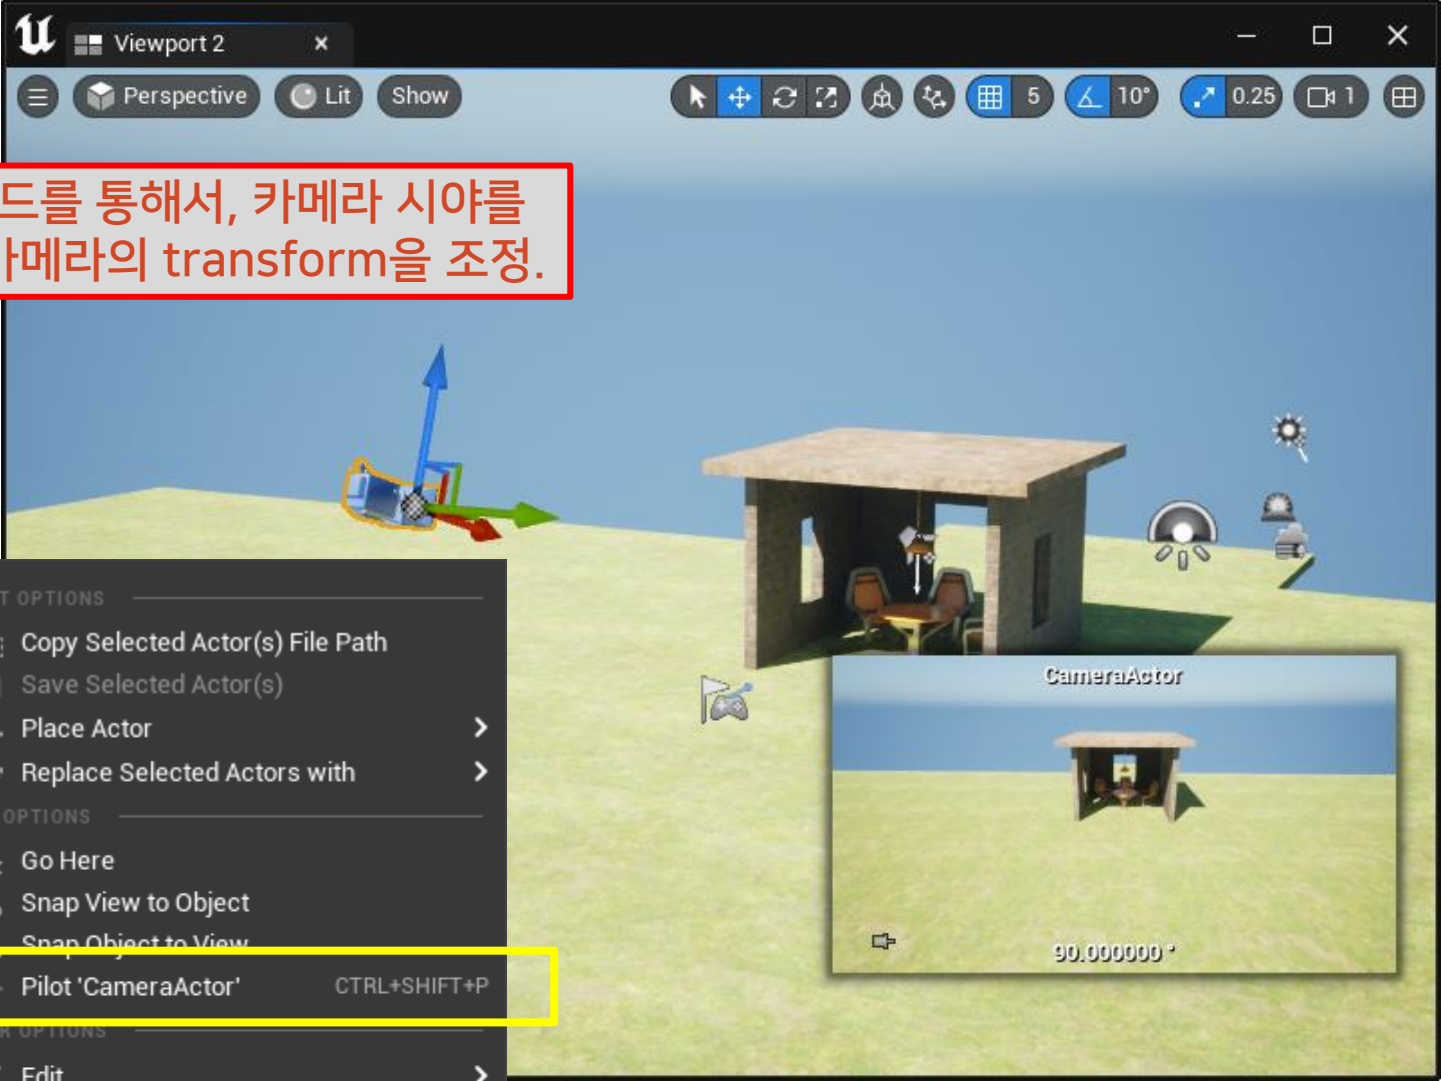 Viewport 2
Perspective Lit Show 5 10° 0.25 1
드를 통해서, 카메라 시야를
카메라의 transform을 조정.
OPTIONS
Copy Selected Actor(s) File Path
Save Selected Actor(s)
Place Actor
Replace Selected Actors with
OPTIONS
Go Here
Snap View to Object
Snap Object to View
Pilot 'CameraActor' CTRL+SHIFT+P
OPTIONS
Edit
CameraActor
90.000000 °